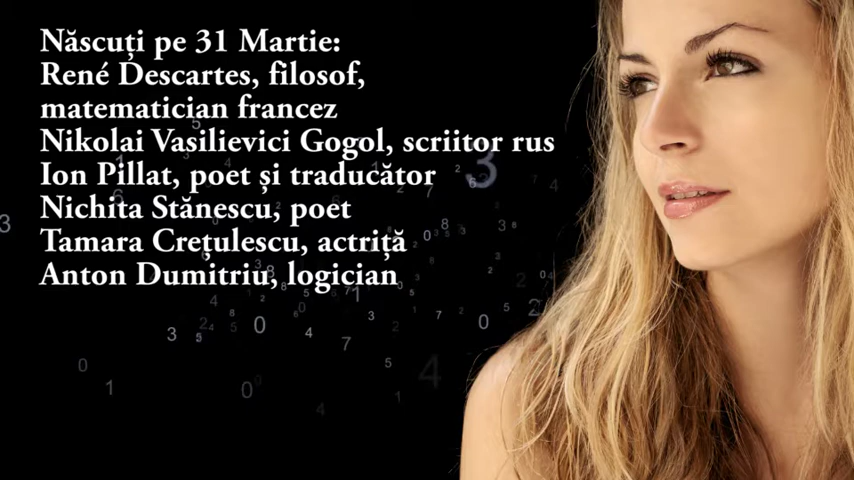 Născuți pe 31 Martie:
René Descartes, filosof,
matematician francez
Nikolai Vasilievici Gogol, scriitor rus
Ion Pillat, poet și traducător
Nichita Stănescu, poet
Tamara Crețulescu, actriță
Anton Dumitriu, logician